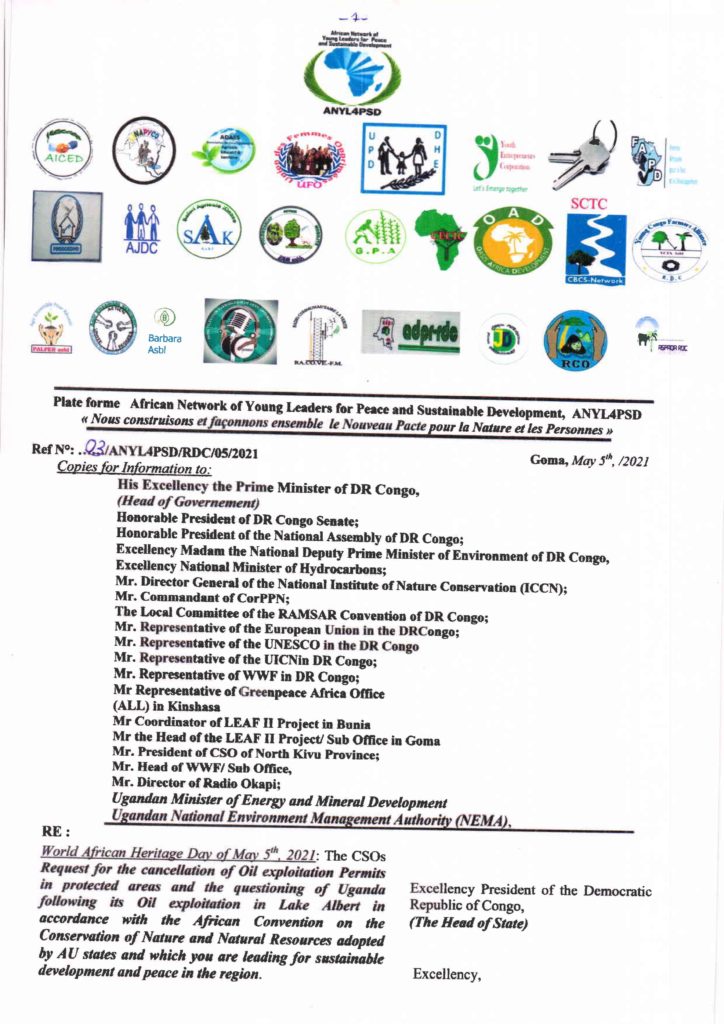 - 1 -
African Network of
Young Leaders for Peace
and Sustainable Development
ANYL4PSD
AICED
NAPYCD
ADAES
Union des Femmes
UFO
U P D D H E
Youth
Entrepreneurs
Corporation
Let's Emerge together
F A P D
AJDC
SAK
G.P.A
OAD
OASIS AFRICA DEVELOPMENT
SCTC
CBCS-Network
Young Congo Farmers Alliance
R.D.C
PALPER asbl
Barbara
Asbl
RA.CO.VE-F.M.
adpr-rdc
JD
RCO
ASPADR RDC
Plate forme African Network of Young Leaders for Peace and Sustainable Development, ANYL4PSD
« Nous construisons et façonnons ensemble le Nouveau Pacte pour la Nature et les Personnes »
Ref N°: ..03/ANYL4PSD/RDC/05/2021
Goma, May 5th, /2021
Copies for Information to:
His Excellency the Prime Minister of DR Congo,
(Head of Governement)
Honorable President of DR Congo Senate;
Honorable President of the National Assembly of DR Congo;
Excellency Madam the National Deputy Prime Minister of Environment of DR Congo,
Excellency National Minister of Hydrocarbons;
Mr. Director General of the National Institute of Nature Conservation (ICCN);
Mr. Commandant of CorPPN;
The Local Committee of the RAMSAR Convention of DR Congo;
Mr. Representative of the European Union in the DRCongo;
Mr. Representative of the UNESCO in the DR Congo
Mr. Representative of the UICNin DR Congo;
Mr. Representative of WWF in DR Congo;
Mr Representative of Greenpeace Africa Office
(ALL) in Kinshasa
Mr Coordinator of LEAF II Project in Bunia
Mr the Head of the LEAF II Project/ Sub Office in Goma
Mr. President of CSO of North Kivu Province;
Mr. Head of WWF/ Sub Office,
Mr. Director of Radio Okapi;
Ugandan Minister of Energy and Mineral Development
Ugandan National Environment Management Authority (NEMA),
RE :
World African Heritage Day of May 5th, 2021: The CSOs
Request for the cancellation of Oil exploitation Permits
in protected areas and the questioning of Uganda
following its Oil exploitation in Lake Albert in
accordance with the African Convention on the
Conservation of Nature and Natural Resources adopted
by AU states and which you are leading for sustainable
development and peace in the region.
Excellency President of the Democratic
Republic of Congo,
(The Head of State)
Excellency,